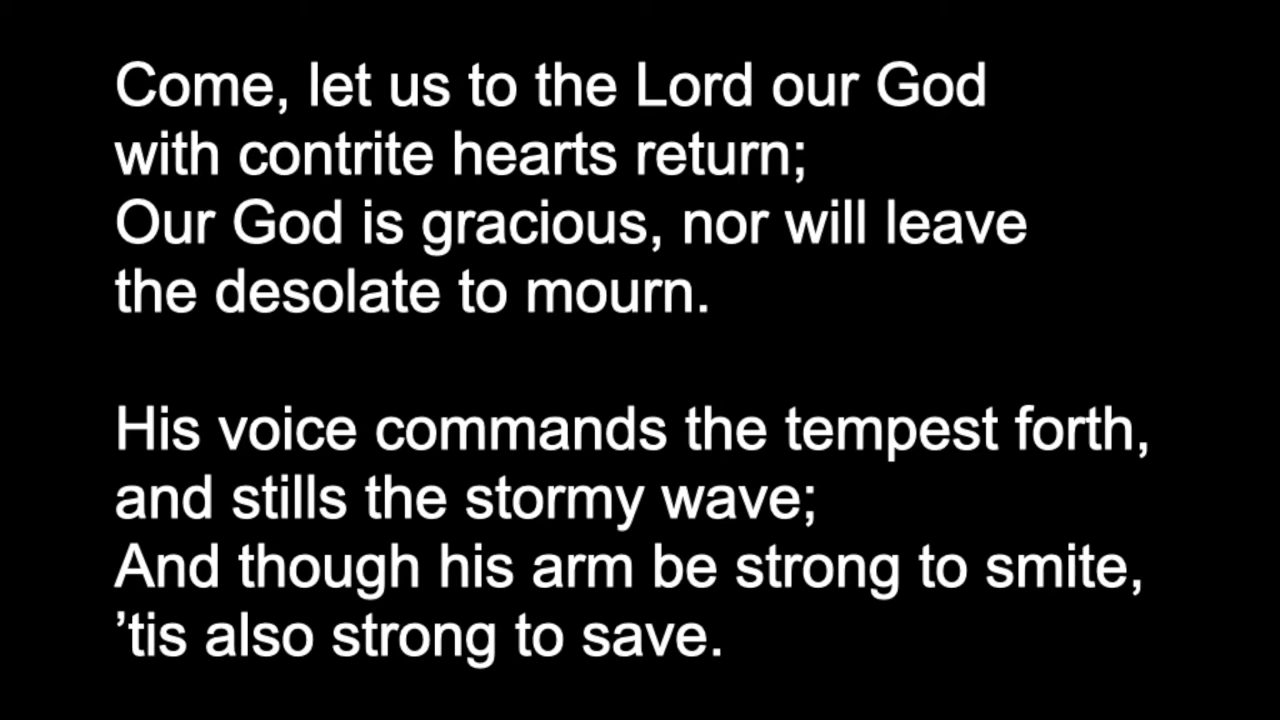 Come, let us to the Lord our God
with contrite hearts return;
Our God is gracious, nor will leave
the desolate to mourn.
His voice commands the tempest forth,
and stills the stormy wave;
And though his arm be strong to smite,
’tis also strong to save.